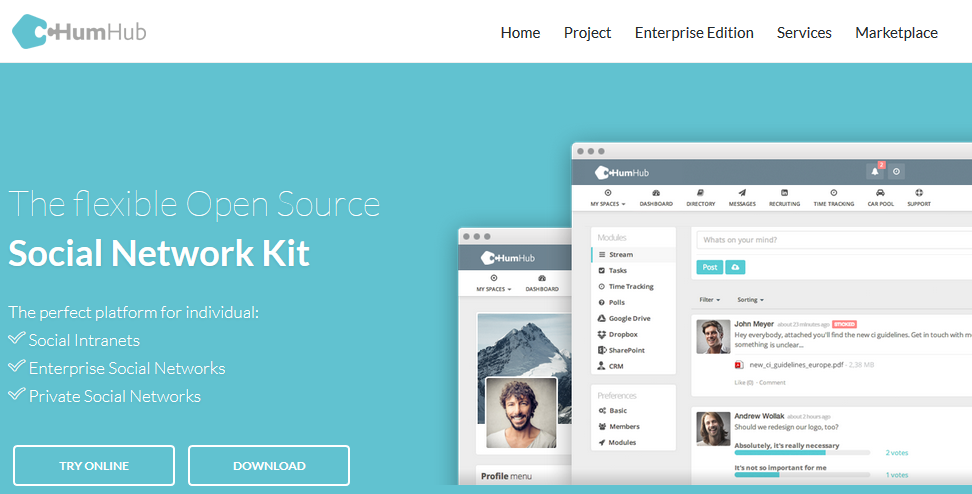 HumHub
Home Project Enterprise Edition Services Marketplace
The flexible Open Source
Social Network Kit
The perfect platform for individual:
Social Intranets
Enterprise Social Networks
Private Social Networks
TRY ONLINE DOWNLOAD
HumHub
MY SPACES DASHBOARD
Profile menu
HumHub
2
MY SPACES DASHBOARD DIRECTORY MESSAGES RECRUITING TIME TRACKING CAR POOL SUPPORT
Modules
Stream
Tasks
Time Tracking
Polls
Google Drive
Dropbox
SharePoint
CRM
Preferences
Basic
Members
Modules
Whats on your mind?
Post
Filter Sorting
John Meyer about 23 minutes ago STICKED
Hey everybody, attached you'll find the new ci guidelines. Get in touch with m
something is unclear...
new_ci_guidelines_europe.pdf - 2,38 MB
Like (0) · Comment
Andrew Wollak about 2 hours ago
Should we redesign our logo, too?
Absolutely, it's really necessary
2 votes
It's not so important for me
1 votes